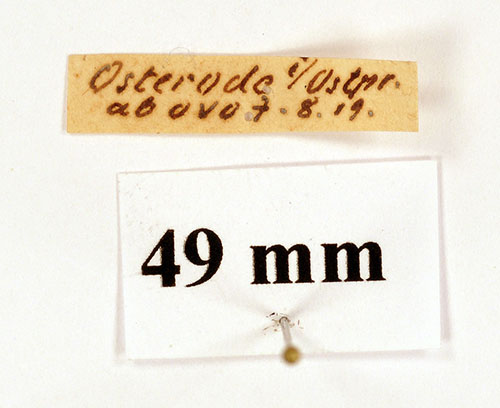 Osterode i/Ostpr.
ab ovo 7. 8. 19.
49 mm